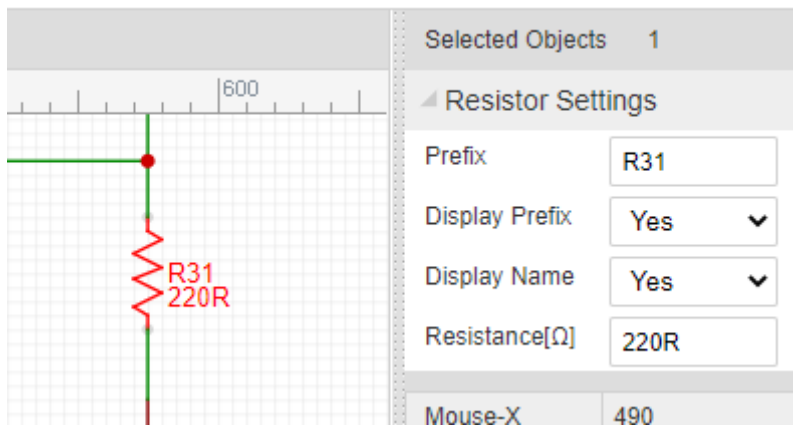 Selected Objects 1
600
Resistor Settings
Prefix R31
Display Prefix Yes
Display Name Yes
Resistance[Ω] 220R
R31
220R
Mouse-X 490